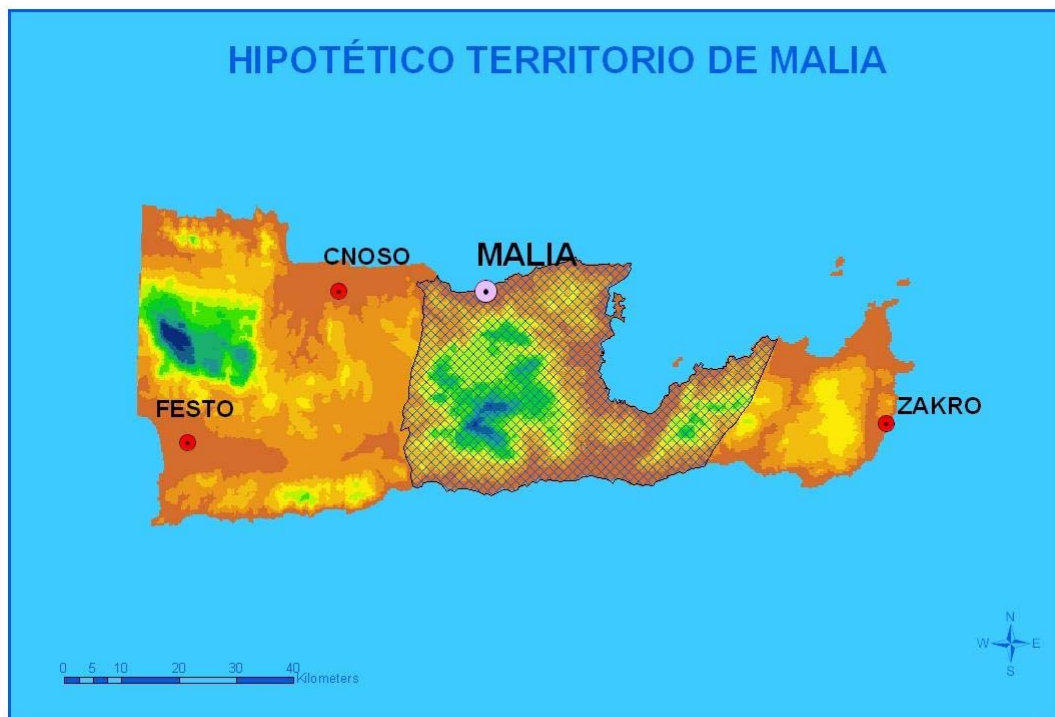 HIPOTÉTICO TERRITORIO DE MALIA
MALIA
CNOSO
FESTO
ZAKRO
N
W E
S
0 5 10 20 30 40
Kilometers